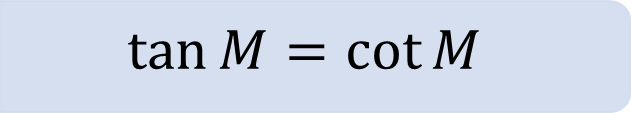 tan M = cot M